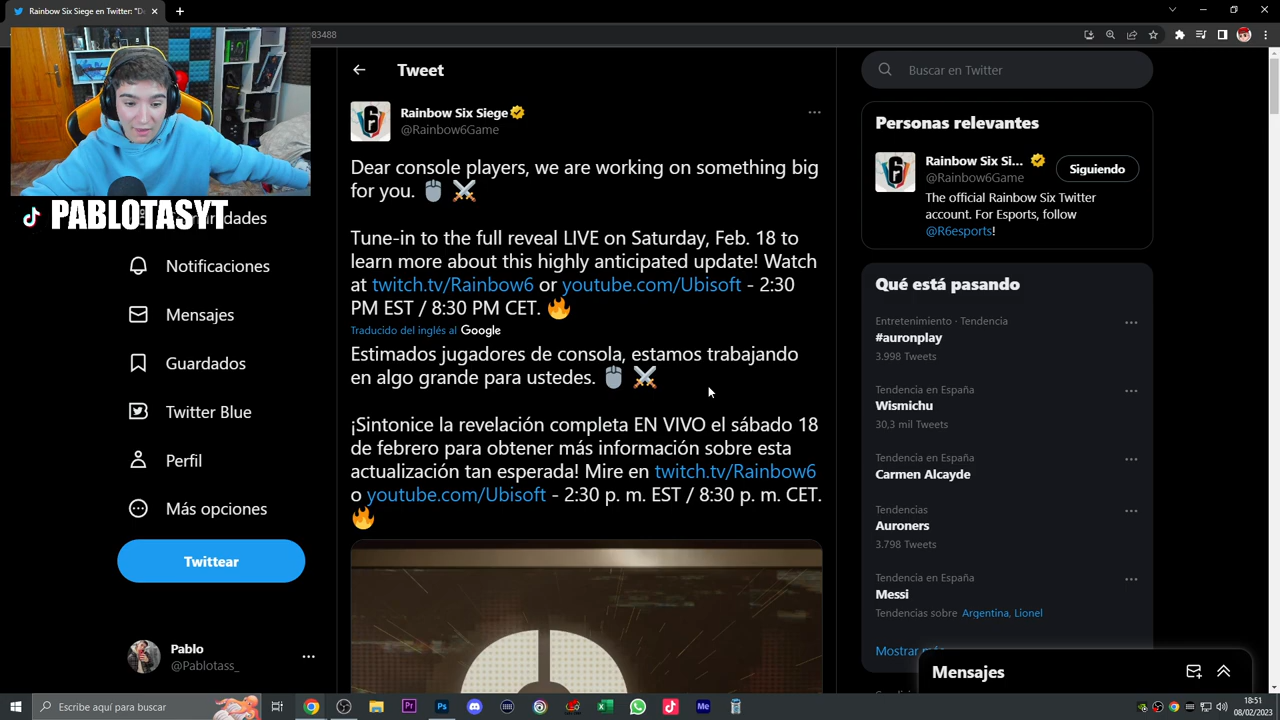 Rainbow Six Siege en Twitter: "De
83488
PABLOTASYT
Notificaciones
Mensajes
Guardados
Twitter Blue
Perfil
Más opciones
Twittear
Pablo
@Pablotass_
Tweet
Rainbow Six Siege
@Rainbow6Game
Dear console players, we are working on something big
for you. 🖱️ ⚔️
Tune-in to the full reveal LIVE on Saturday, Feb. 18 to
learn more about this highly anticipated update! Watch
at twitch.tv/Rainbow6 or youtube.com/Ubisoft - 2:30
PM EST / 8:30 PM CET. 🔥
Traducido del inglés al Google
Estimados jugadores de consola, estamos trabajando
en algo grande para ustedes. 🖱️ ⚔️
¡Sintonice la revelación completa EN VIVO el sábado 18
de febrero para obtener más información sobre esta
actualización tan esperada! Mire en twitch.tv/Rainbow6
o youtube.com/Ubisoft - 2:30 p. m. EST / 8:30 p. m. CET.
🔥
Buscar en Twitter
Personas relevantes
Rainbow Six Si...
@Rainbow6Game
Siguiendo
The official Rainbow Six Twitter
account. For Esports, follow
@R6esports!
Qué está pasando
Entretenimiento · Tendencia
#auronplay
3.998 Tweets
Tendencia en España
Wismichu
30,3 mil Tweets
Tendencia en España
Carmen Alcayde
Tendencias
Auroners
3.798 Tweets
Tendencia en España
Messi
Tendencias sobre Argentina, Lionel
Mostrar
Mensajes
Escribe aquí para buscar
18:51
08/02/2023